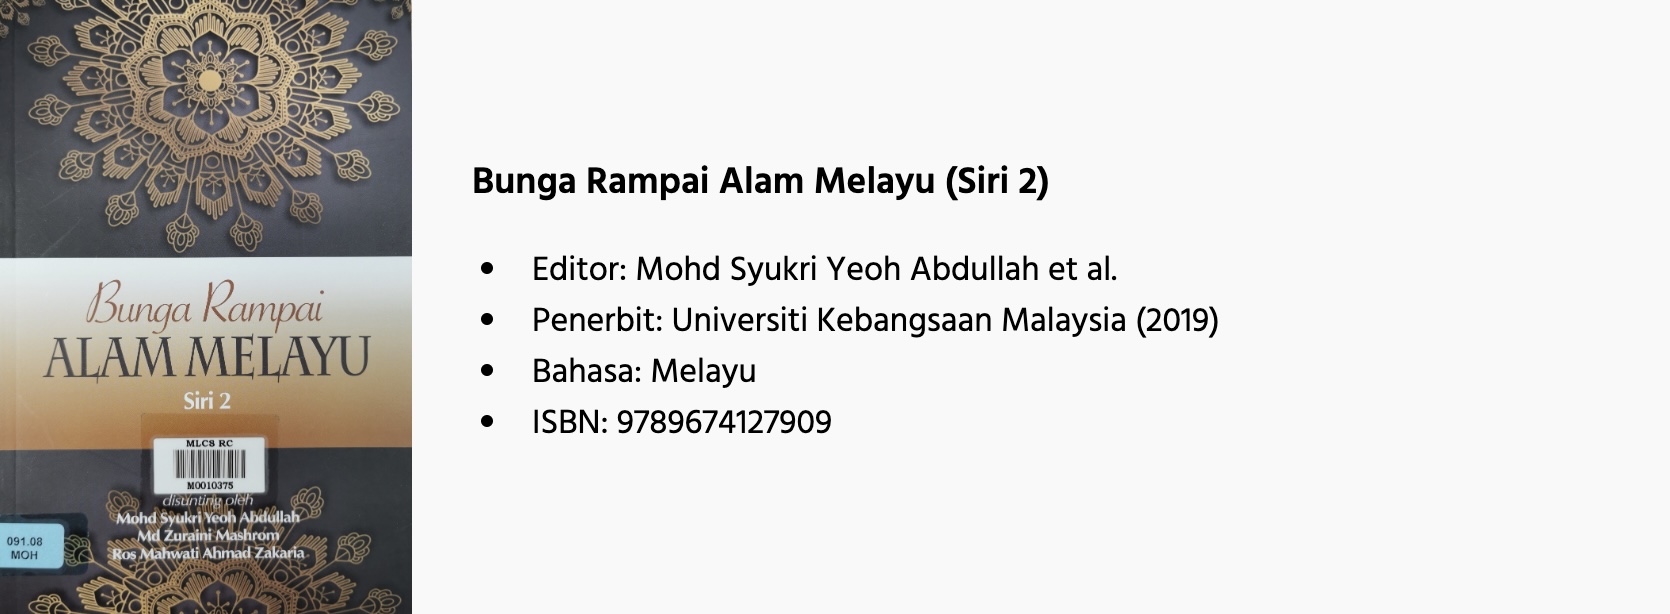 Bunga Rampai
ALAM MELAYU
Siri 2
MLCS RC
M0010375
disunting oleh
Mohd Syukri Yeoh Abdullah
Md Zuraini Mashrom
Ros Mahwati Ahmad Zakaria
091.08
MOH
Bunga Rampai Alam Melayu (Siri 2)
• Editor: Mohd Syukri Yeoh Abdullah et al.
• Penerbit: Universiti Kebangsaan Malaysia (2019)
• Bahasa: Melayu
• ISBN: 9789674127909